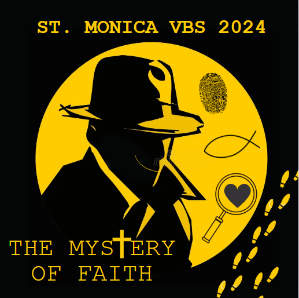 ST. MONICA VBS 2024
THE MYSTERY
OF FAITH